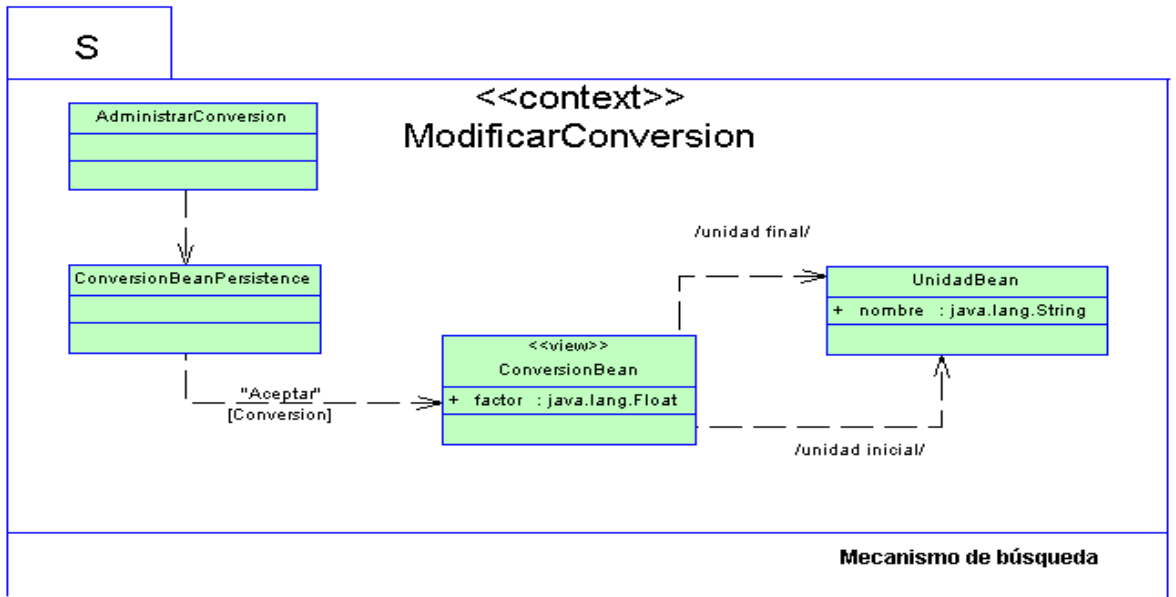 S
<<context>>
ModificarConversion
AdministrarConversion
ConversionBeanPersistence
"Aceptar"
[Conversion]
<<view>>
ConversionBean
+ factor : java.lang.Float
/unidad final/
UnidadBean
+ nombre : java.lang.String
/unidad inicial/
Mecanismo de búsqueda